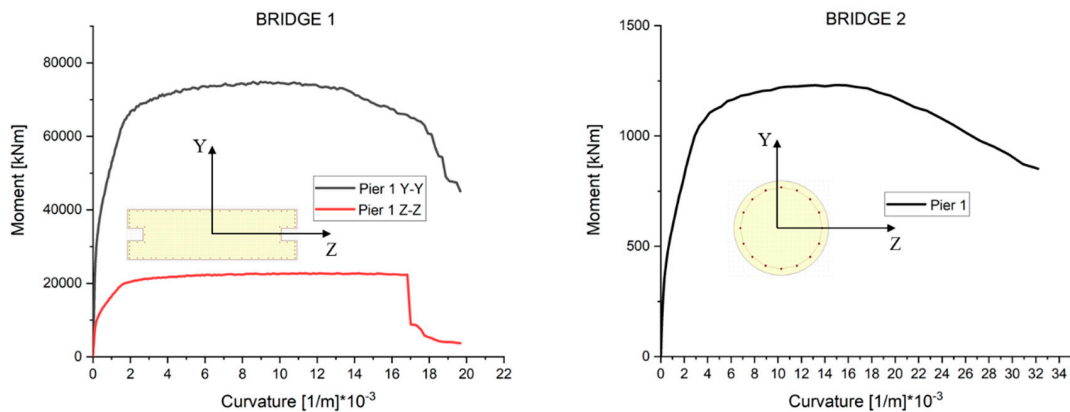 BRIDGE 1
Moment [kNm]
80000
60000
40000
20000
0
Y
Z
Pier 1 Y-Y
Pier 1 Z-Z
0 2 4 6 8 10 12 14 16 18 20 22
Curvature [1/m]*10⁻³
BRIDGE 2
Moment [kNm]
1500
1000
500
0
Y
Z
Pier 1
0 2 4 6 8 10 12 14 16 18 20 22 24 26 28 30 32 34
Curvature [1/m]*10⁻³